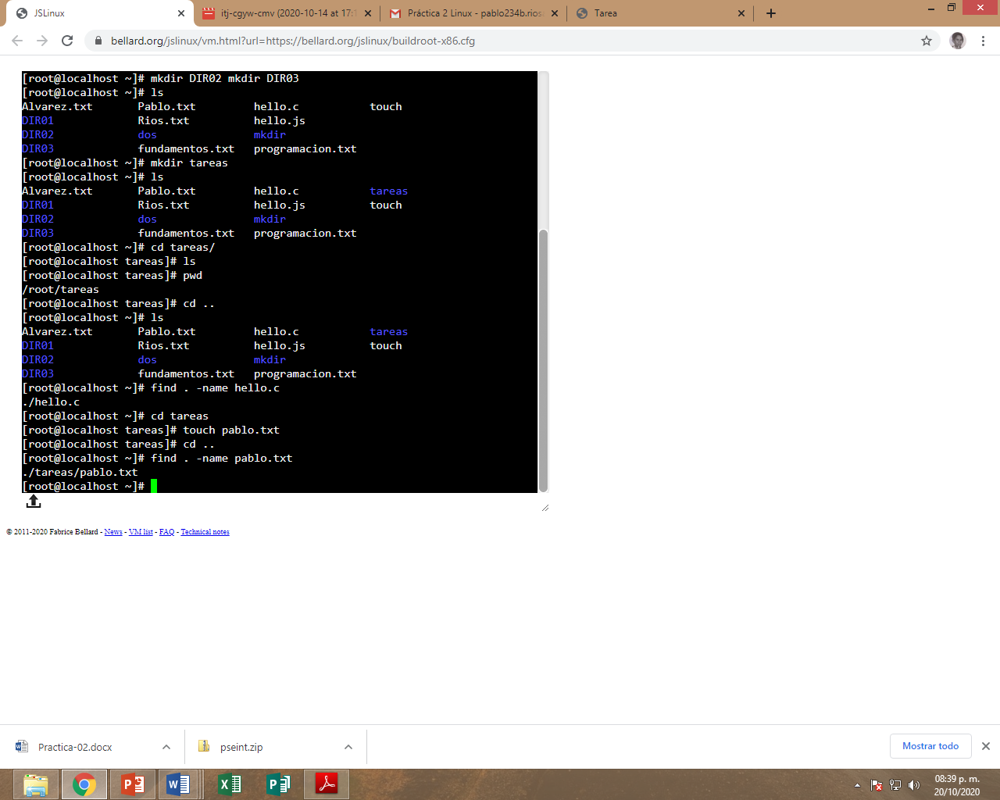 JSLinux
itj-cgyw-cmv (2020-10-14 at 17:1
Práctica 2 Linux - pablo234b.rios
Tarea
bellard.org/jslinux/vm.html?url=https://bellard.org/jslinux/buildroot-x86.cfg
[root@localhost ~]# mkdir DIR02 mkdir DIR03
[root@localhost ~]# ls
Alvarez.txt Pablo.txt hello.c touch
DIR01 Rios.txt hello.js
DIR02 dos mkdir
DIR03 fundamentos.txt programacion.txt
[root@localhost ~]# mkdir tareas
[root@localhost ~]# ls
Alvarez.txt Pablo.txt hello.c tareas
DIR01 Rios.txt hello.js touch
DIR02 dos mkdir
DIR03 fundamentos.txt programacion.txt
[root@localhost ~]# cd tareas/
[root@localhost tareas]# ls
[root@localhost tareas]# pwd
/root/tareas
[root@localhost tareas]# cd ..
[root@localhost ~]# ls
Alvarez.txt Pablo.txt hello.c tareas
DIR01 Rios.txt hello.js touch
DIR02 dos mkdir
DIR03 fundamentos.txt programacion.txt
[root@localhost ~]# find . -name hello.c
./hello.c
[root@localhost ~]# cd tareas
[root@localhost tareas]# touch pablo.txt
[root@localhost tareas]# cd ..
[root@localhost ~]# find . -name pablo.txt
./tareas/pablo.txt
[root@localhost ~]#
© 2011-2020 Fabrice Bellard - News - VM list - FAQ - Technical notes
Practica-02.docx
pseint.zip
Mostrar todo
08:39 p. m.
20/10/2020